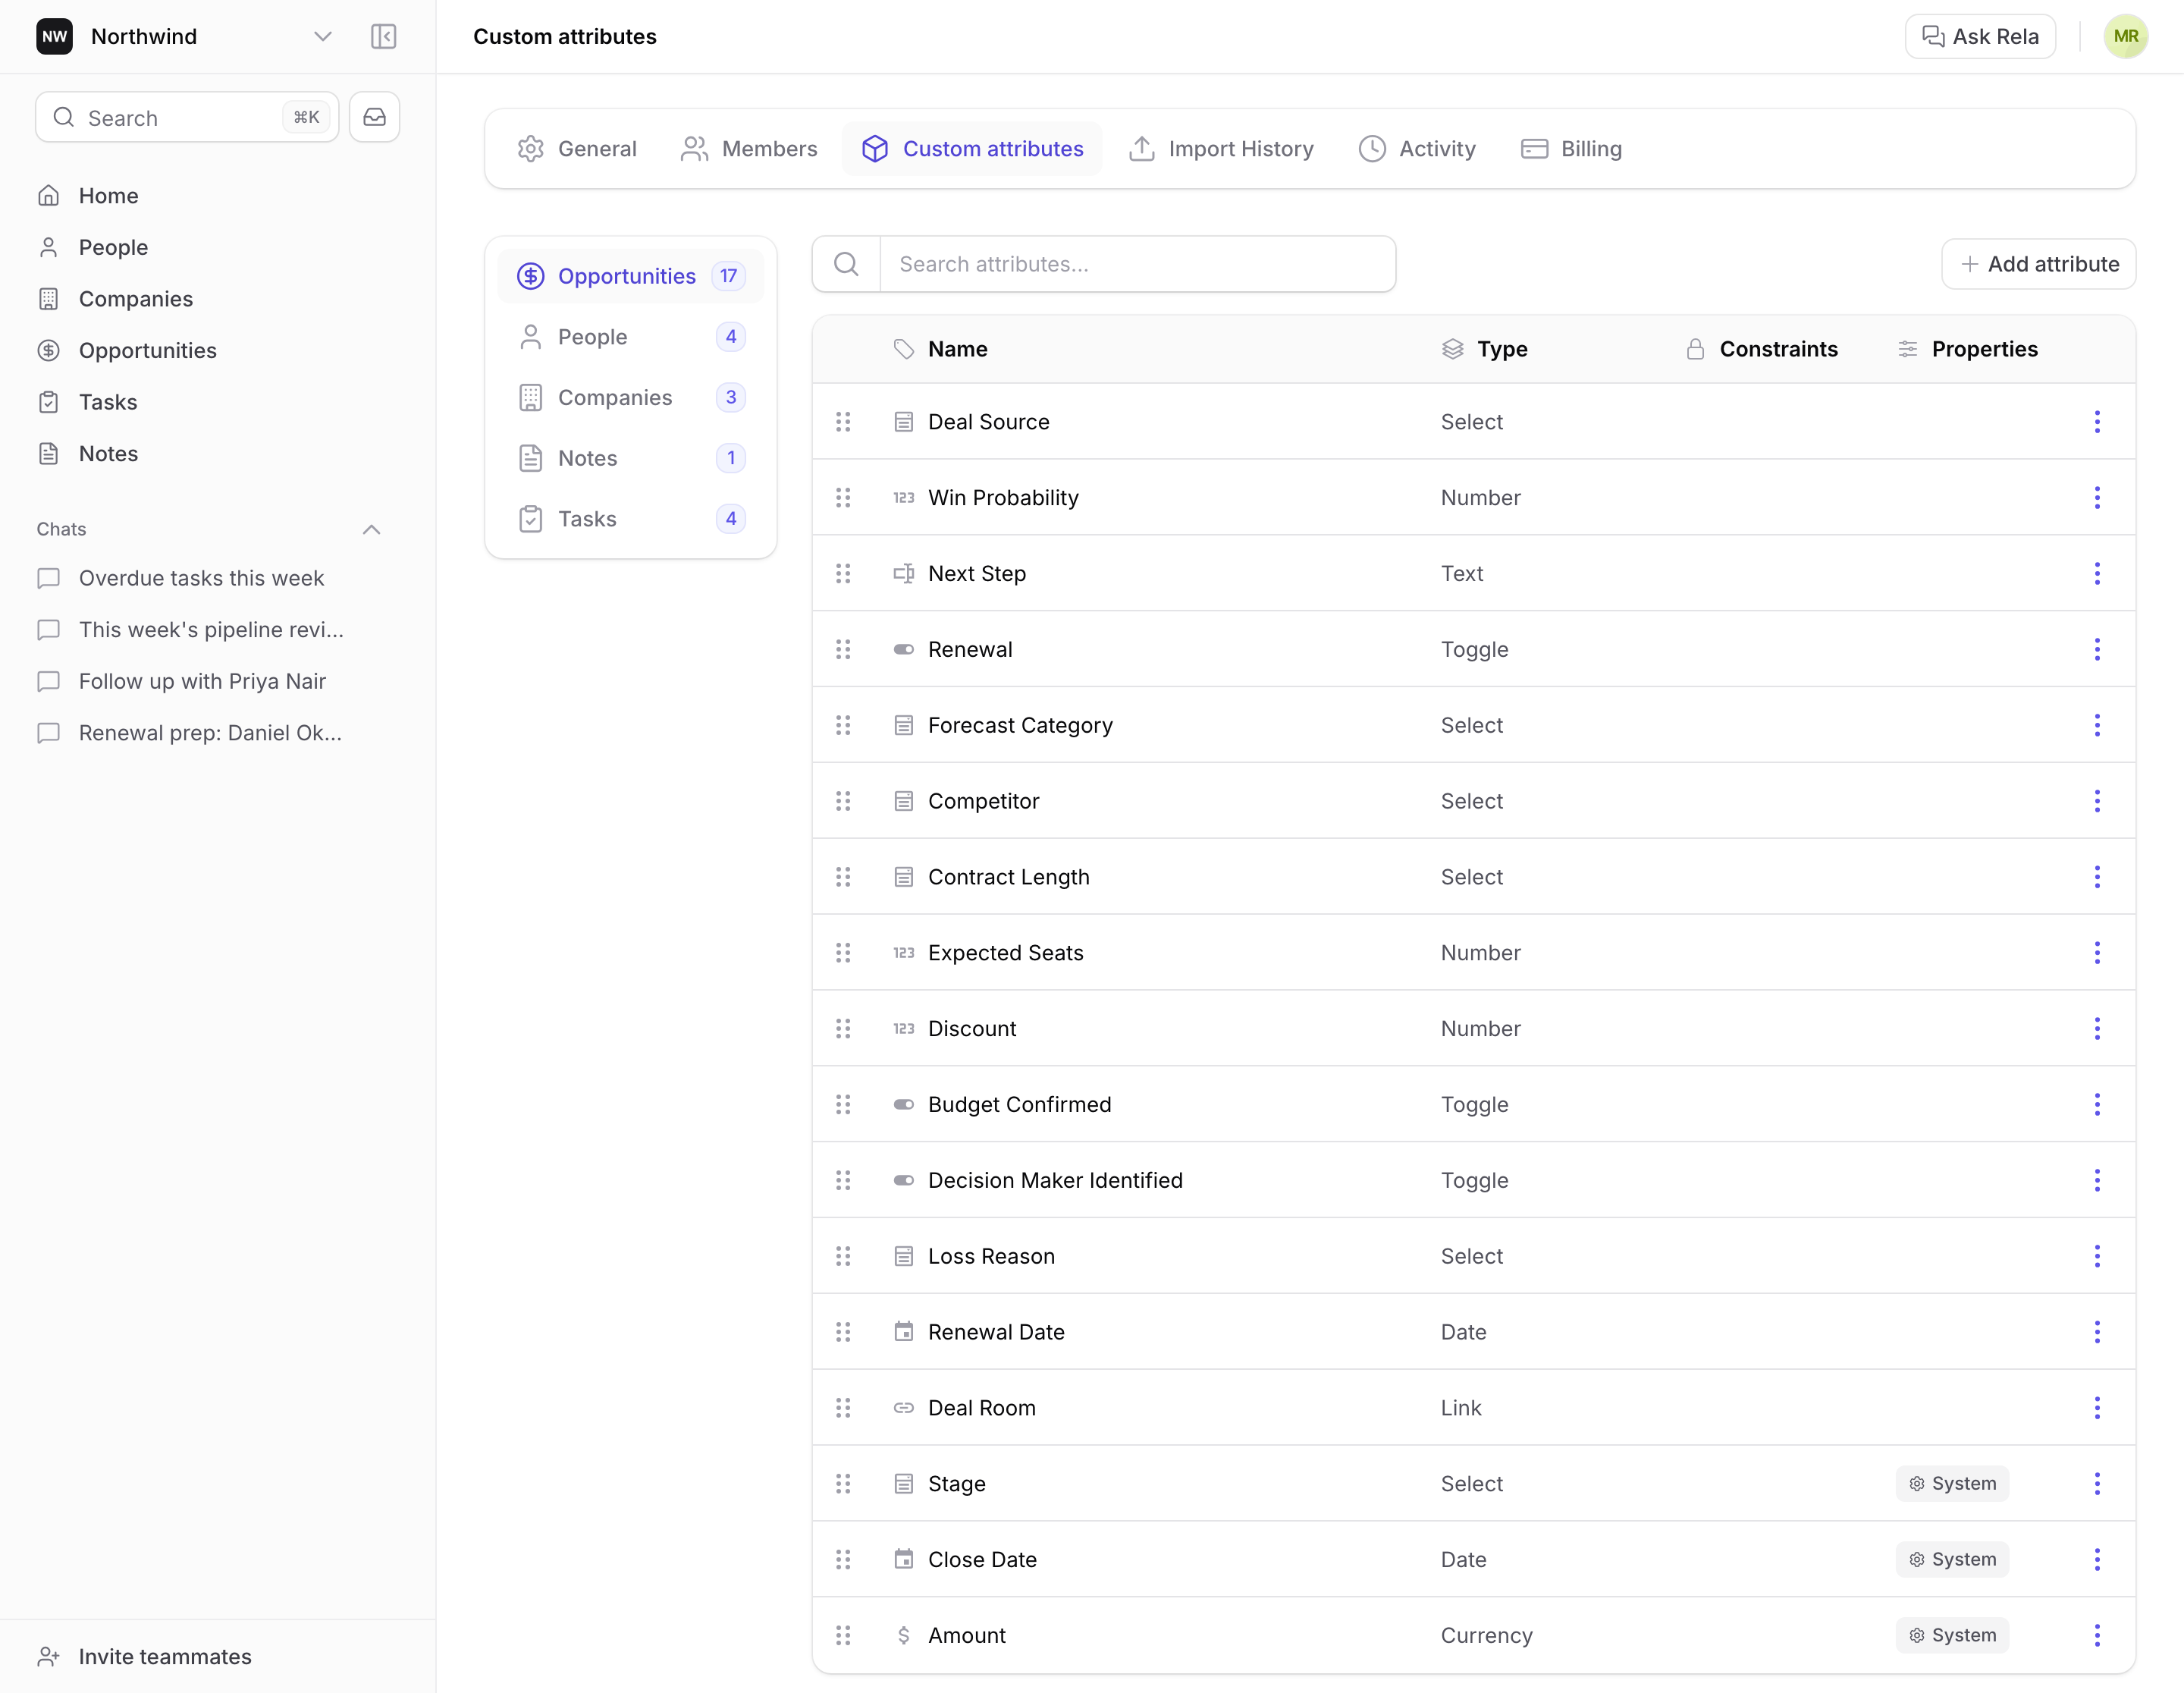 NW Northwind
Custom attributes
Ask Rela
MR
Search ⌘K
Home
People
Companies
Opportunities
Tasks
Notes
Chats
Overdue tasks this week
This week's pipeline revi...
Follow up with Priya Nair
Renewal prep: Daniel Ok...
Invite teammates
General
Members
Custom attributes
Import History
Activity
Billing
Opportunities 17
People 4
Companies 3
Notes 1
Tasks 4
Search attributes...
Add attribute
Name Type Constraints Properties
Deal Source Select
123 Win Probability Number
Next Step Text
Renewal Toggle
Forecast Category Select
Competitor Select
Contract Length Select
123 Expected Seats Number
123 Discount Number
Budget Confirmed Toggle
Decision Maker Identified Toggle
Loss Reason Select
Renewal Date Date
Deal Room Link
Stage Select System
Close Date Date System
$ Amount Currency System